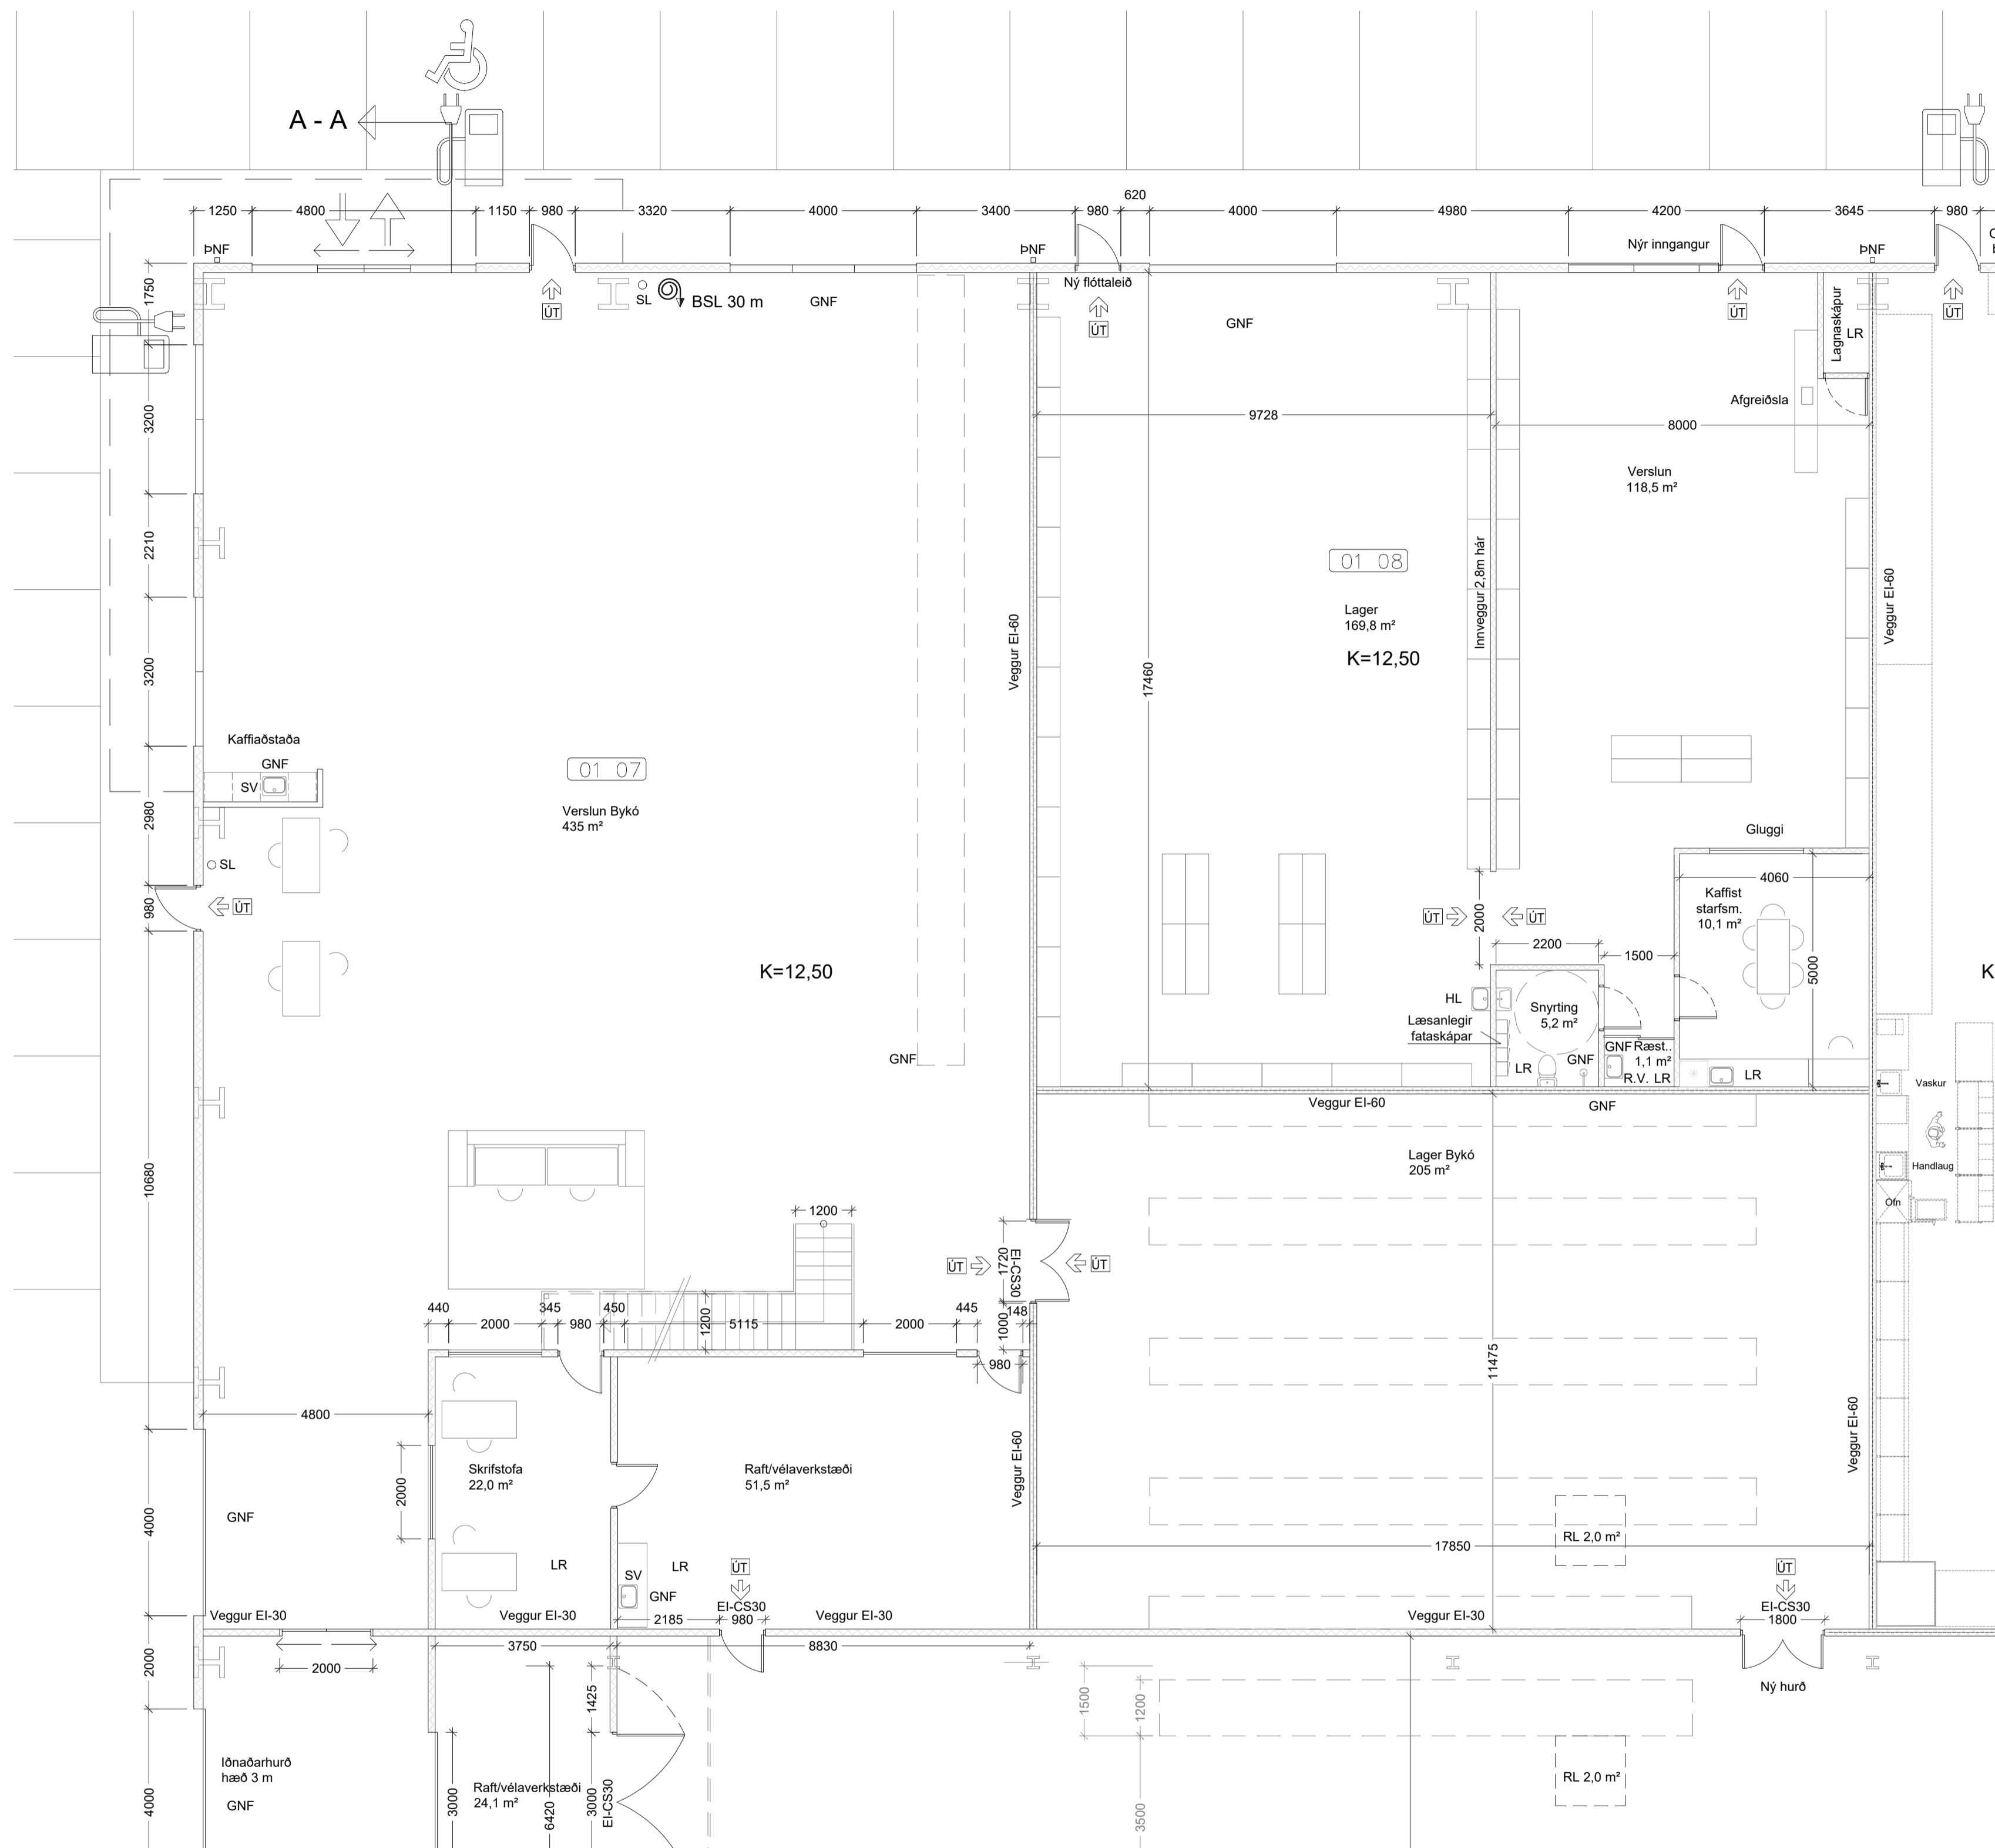 A - A
620
1250
4800
1150
980
3320
4000
3400
980
4000
4980
4200
3645
980
ÞNF
ÞNF
Nýr inngangur
ÞNF
1750
ÚT
SL
BSL 30 m
GNF
Ný flóttaleið
ÚT
GNF
ÚT
Lagnaskápur
LR
ÚT
3200
9728
Afgreiðsla
8000
Verslun
118,5 m²
2210
Innveggur 2,8m hár
01 08
Veggur EI-60
Lager
169,8 m²
K=12,50
Veggur EI-60
17460
3200
Kaffiaðstaða
GNF
SV
01 07
Verslun Bykó
435 m²
2980
Gluggi
SL
4060
Kaffist
starfsm.
10,1 m²
980
ÚT
ÚT
2000
ÚT
2200
1500
5000
K=12,50
K
HL
Læsanlegir
fataskápar
Snyrting
5,2 m²
LR
GNF
GNF
Ræst..
1,1 m²
R.V.
LR
LR
GNF
Vaskur
Veggur EI-60
GNF
Lager Bykó
205 m²
Handlaug
Ofn
10680
1200
ÚT
1720
EI-CS30
ÚT
440
2000
345
980
450
1200
5115
2000
445
1000
148
980
11475
4800
Veggur EI-60
Veggur EI-60
2000
Skrifstofa
22,0 m²
Raft/vélaverkstæði
51,5 m²
4000
GNF
RL 2,0 m²
17850
LR
SV
LR
GNF
ÚT
EI-CS30
ÚT
EI-CS30
1800
Veggur EI-30
Veggur EI-30
2185
980
Veggur EI-30
Veggur EI-30
3750
8830
2000
2000
1425
1500
1200
Ný hurð
Iðnaðarhurð
hæð 3 m
GNF
4000
3000
Raft/vélaverkstæði
24,1 m²
6420
3000
EI-CS30
3500
RL 2,0 m²